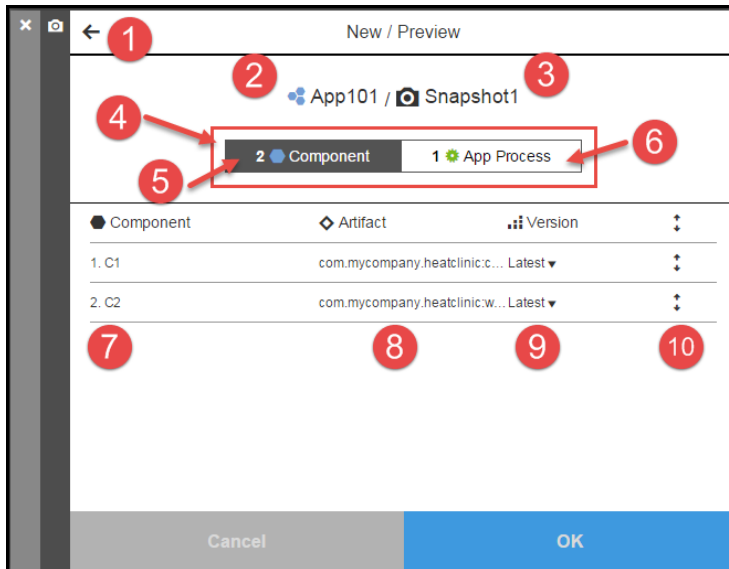 1
New / Preview
2
3
App101 / Snapshot1
4
5
2 Component
1 App Process
6
Component
Artifact
Version
1. C1
com.mycompany.heatclinic:c...
Latest
2. C2
com.mycompany.heatclinic:w...
Latest
7
8
9
10
Cancel
OK